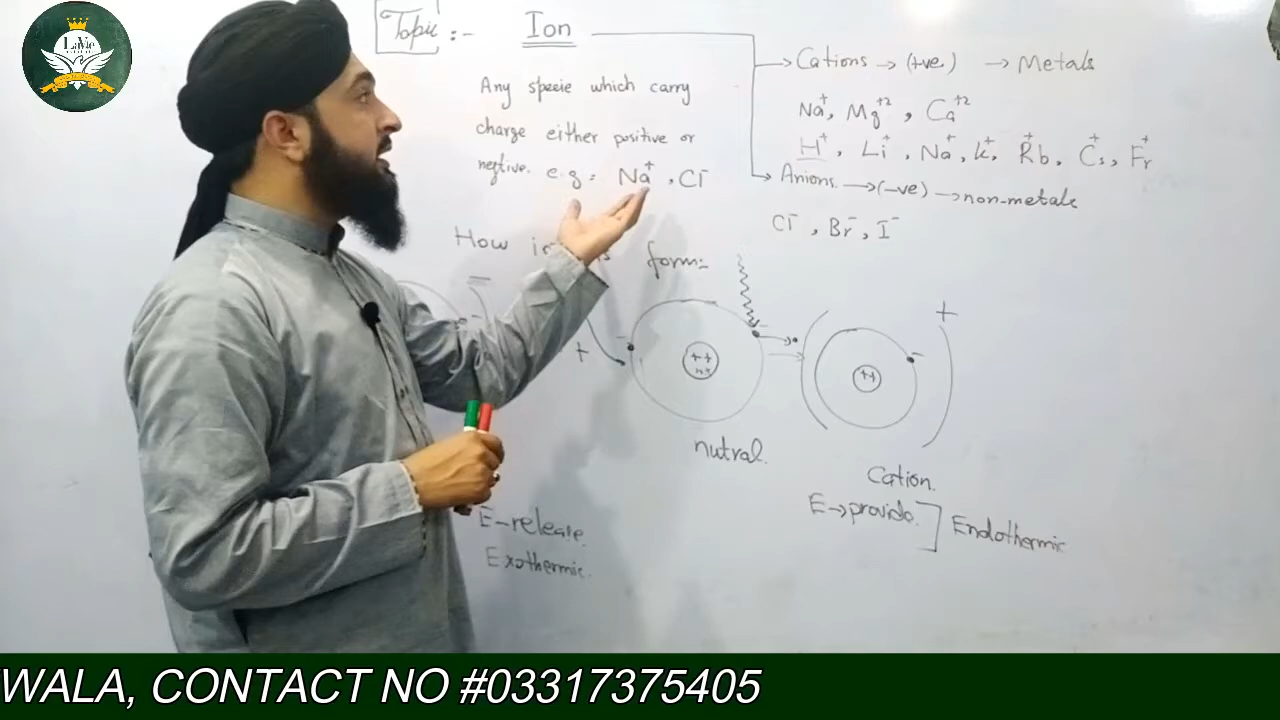 LaVie
Topic :- Ion
Any specie which carry
charge either positive or
negtive. e.g = Na⁺, Cl⁻
Cations → (+ve) → Metals
Na⁺, Mg⁺², Ca⁺²
H⁺, Li⁺, Na⁺, K⁺, Rb⁺, Cs⁺, Fr⁺
Anions → (-ve) → non-metals
Cl⁻, Br⁻, I⁻
How form:-
+
-
++
nutral.
-
++
+
Cation.
E → provide. ] Endothermic
E-release.
Exothermic.
WALA, CONTACT NO #03317375405